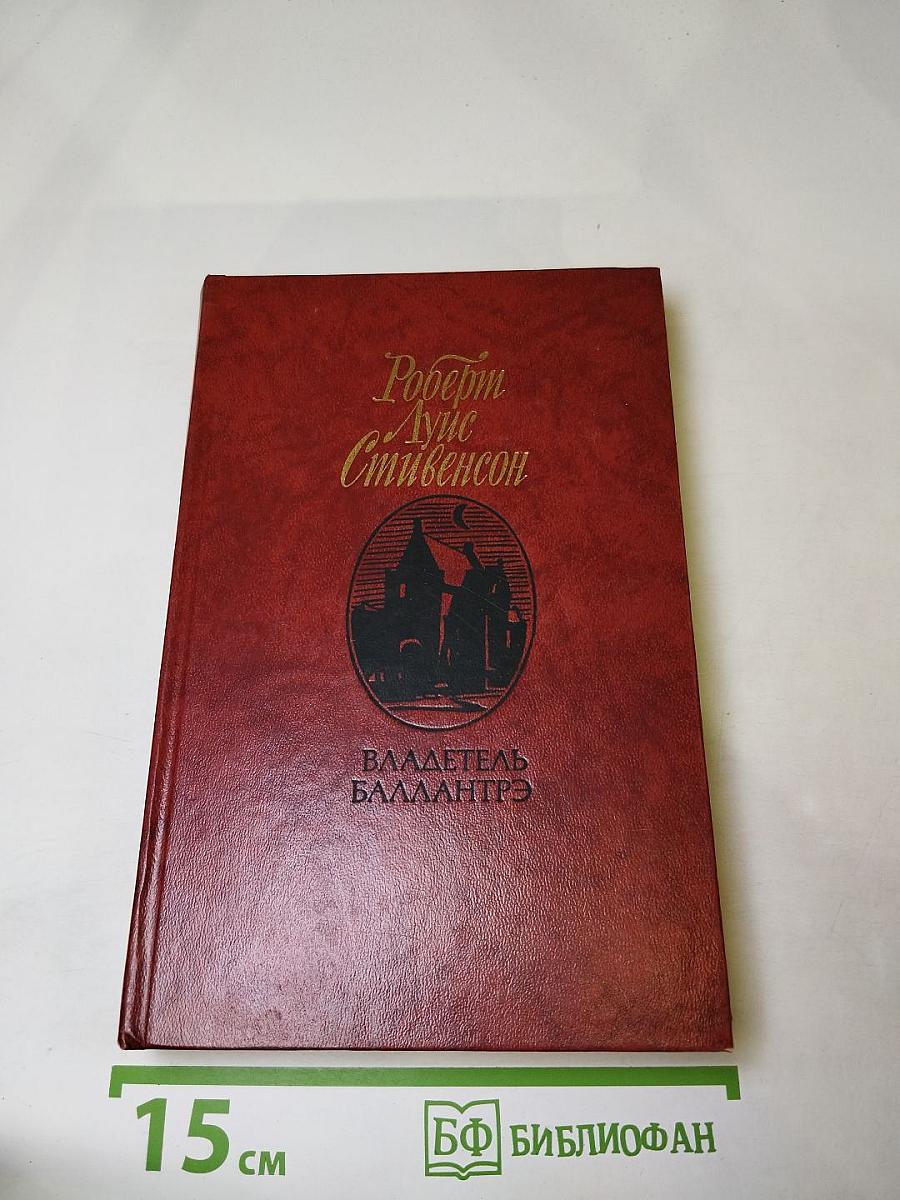 Роберт
Луис
Стивенсон
ВЛАДЕТЕЛЬ
БАЛЛАНТРЭ
15 см
БФ БИБЛИОФАН